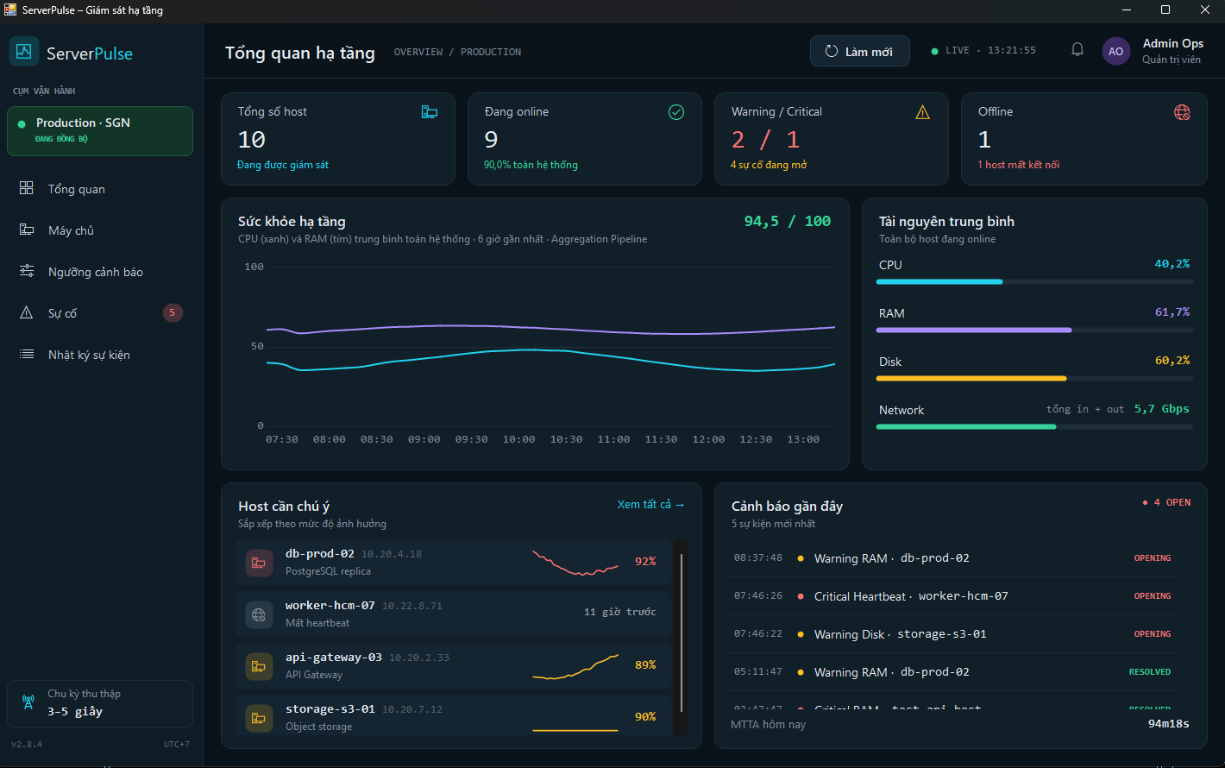 ServerPulse – Giám sát hạ tầng
ServerPulse
CỤM VẬN HÀNH
Production · SGN
ĐANG ĐỒNG BỘ
Tổng quan
Máy chủ
Ngưỡng cảnh báo
Sự cố 5
Nhật ký sự kiện
Chu kỳ thu thập
3–5 giây
v2.8.4 UTC+7
Tổng quan hạ tầng OVERVIEW / PRODUCTION
Làm mới
LIVE · 13:21:55
AO
Admin Ops
Quản trị viên
Tổng số host
10
Được giám sát
Đang online
9
90,0% toàn hệ thống
Warning / Critical
2 / 1
4 sự cố đang mở
Offline
1
1 host mất kết nối
Sức khỏe hạ tầng 94,5 / 100
CPU (xanh) và RAM (tím) trung bình toàn hệ thống · 6 giờ gần nhất · Aggregation Pipeline
100
50
0
07:30 08:00 08:30 09:00 09:30 10:00 10:30 11:00 11:30 12:00 12:30 13:00
Tài nguyên trung bình
Toàn bộ host đang online
CPU 40,2%
RAM 61,7%
Disk 60,2%
Network tổng in + out 5,7 Gbps
Host cần chú ý Xem tất cả →
Sắp xếp theo mức độ ảnh hưởng
db-prod-02 10.20.4.18
PostgreSQL replica
92%
worker-hcm-07 10.22.8.71
Mất heartbeat
11 giờ trước
api-gateway-03 10.20.2.33
API Gateway
89%
storage-s3-01 10.20.7.12
Object storage
90%
Cảnh báo gần đây • 4 OPEN
5 sự kiện mới nhất
08:37:48 Warning RAM · db-prod-02 OPENING
07:46:26 Critical Heartbeat · worker-hcm-07 OPENING
07:46:22 Warning Disk · storage-s3-01 OPENING
05:11:47 Warning RAM · db-prod-02 RESOLVED
Critical RAM
MTTA hôm nay 94m18s